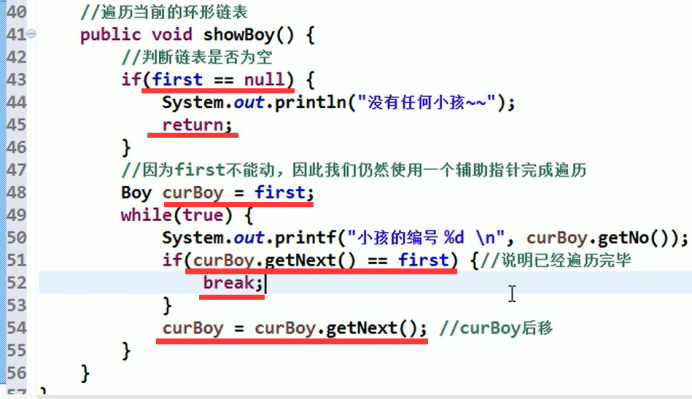 40 //遍历当前的环形链表
41 public void showBoy() {
42 //判断链表是否为空
43 if(first == null) {
44 System.out.println("没有任何小孩~~");
45 return;
46 }
47 //因为first不能动，因此我们仍然使用一个辅助指针完成遍历
48 Boy curBoy = first;
49 while(true) {
50 System.out.printf("小孩的编号 %d \n", curBoy.getNo());
51 if(curBoy.getNext() == first) {//说明已经遍历完毕
52 break;
53 }
54 curBoy = curBoy.getNext(); //curBoy后移
55 }
56 }
57 }